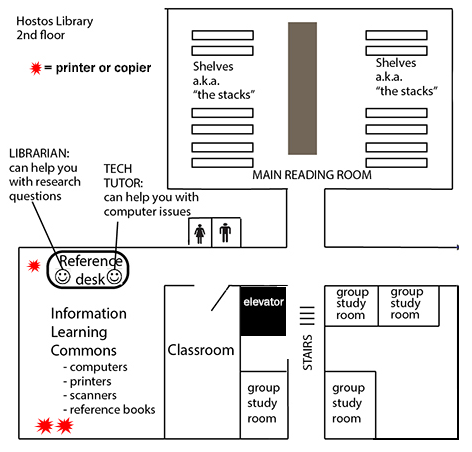 Hostos Library
2nd floor
= printer or copier
Shelves
a.k.a.
"the stacks"
Shelves
a.k.a.
"the stacks"
MAIN READING ROOM
LIBRARIAN:
can help you
with research
questions
TECH
TUTOR:
can help you with
computer issues
Reference
desk
Information
Learning
Commons
- computers
- printers
- scanners
- reference books
Classroom
elevator
STAIRS
group
study
room
group
study
room
group
study
room
group
study
room